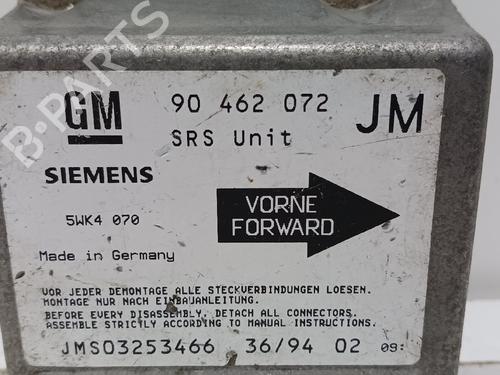 GM 90 462 072 JM
SRS Unit
SIEMENS
5WK4 070
VORNE
FORWARD
Made in Germany
VOR JEDER DEMONTAGE ALLE STECKVERBINDUNGEN LOESEN.
MONTAGE NUR NACH EINBAUANLEITUNG.
BEFORE EVERY DISASSEMBLY, DETACH ALL CONNECTORS.
ASSEMBLE STRICTLY ACCORDING TO MANUAL INSTRUCTIONS.
JMS03253466 36/94 02 09:
B-PARTS